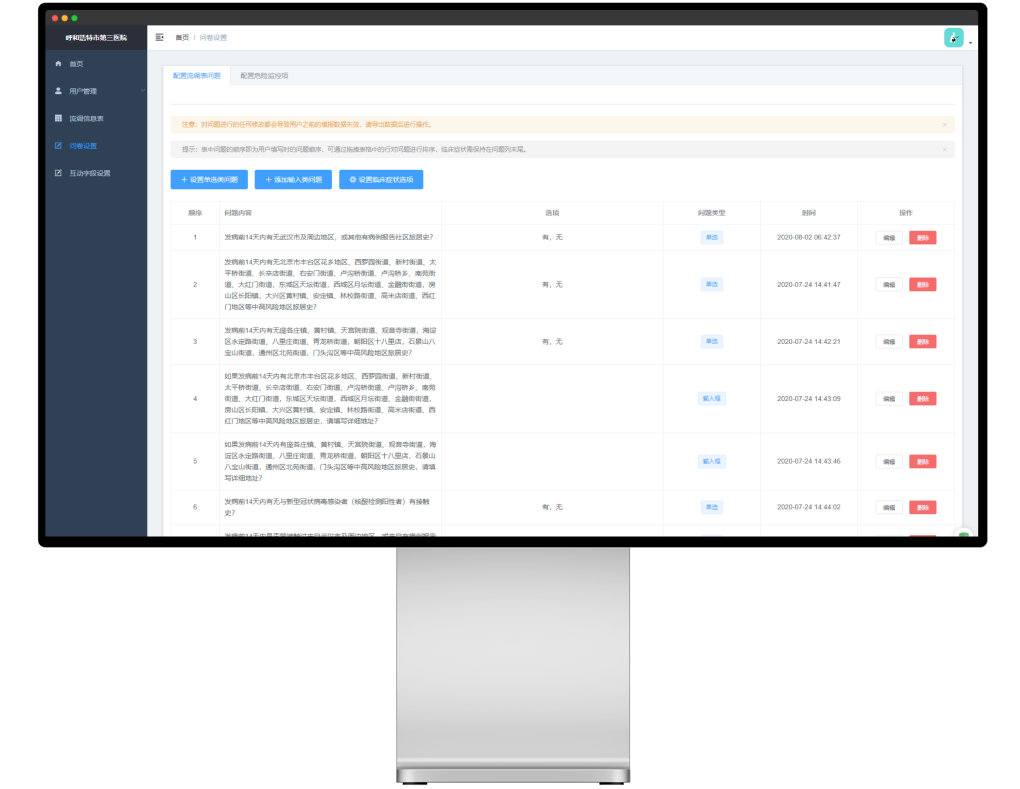 呼和浩特市第三医院
首页 / 问卷设置
首页
用户管理
流调信息表
问卷设置
互动字段设置
配置流调表问题 配置危险监控项
注意：对问题进行的任何修改都会导致用户之前的填报数据失效，请导出数据后进行操作。
提示：表中问题的顺序即为用户填写时的问题顺序，可通过拖拽表格中的行对问题进行排序，临床症状需保持在问题列末尾。
+ 设置单选类问题 + 添加输入类问题 设置临床症状选项
顺序 问题内容 选项 问题类型 时间 操作
1 发病前14天内有无武汉市及周边地区，或其他有病例报告社区旅居史？ 有，无 单选 2020-08-02 06:42:37 编辑 删除
发病前14天内有无北京市丰台区花乡地区、西罗园街道、新村街道、太
平桥街道、长辛店街道、右安门街道、卢沟桥街道、卢沟桥乡、南苑街
2 道、大红门街道，东城区天坛街道，西城区月坛街道、金融街街道，房 单选 2020-07-24 14:41:47 编辑 删除
山区长阳镇，大兴区黄村镇、安定镇、林校路街道、高米店街道、西红
门地区等中高风险地区旅居史？
发病前14天内有无庞各庄镇、黄村镇、天宫院街道、观音寺街道，海淀
3 区永定路街道、八里庄街道、青龙桥街道，朝阳区十八里店，石景山八 有，无 单选 2020-07-24 14:42:21 编辑 删除
宝山街道，通州区北苑街道，门头沟区等中高风险地区旅居史？
如果发病前14天内有北京市丰台区花乡地区、西罗园街道、新村街道、
太平桥街道、长辛店街道、右安门街道、卢沟桥街道、卢沟桥乡、南苑
4 街道、大红门街道，东城区天坛街道，西城区月坛街道、金融街街道， 输入框 2020-07-24 14:43:09 编辑 删除
房山区长阳镇，大兴区黄村镇、安定镇、林校路街道、高米店街道、西
红门地区等中高风险地区旅居史，请填写详细地址？
如果发病前14天内有庞各庄镇、黄村镇、天宫院街道、观音寺街道，海
淀区永定路街道、八里庄街道、青龙桥街道，朝阳区十八里店，石景山
5 八宝山街道，通州区北苑街道，门头沟区等中高风险地区旅居史，请填 输入框 2020-07-24 14:43:46 编辑 删除
写详细地址？
6 发病前14天内有无与新型冠状病毒感染者（核酸检测阳性者）有接触 有，无 单选 2020-07-24 14:44:02 编辑 删除
史？